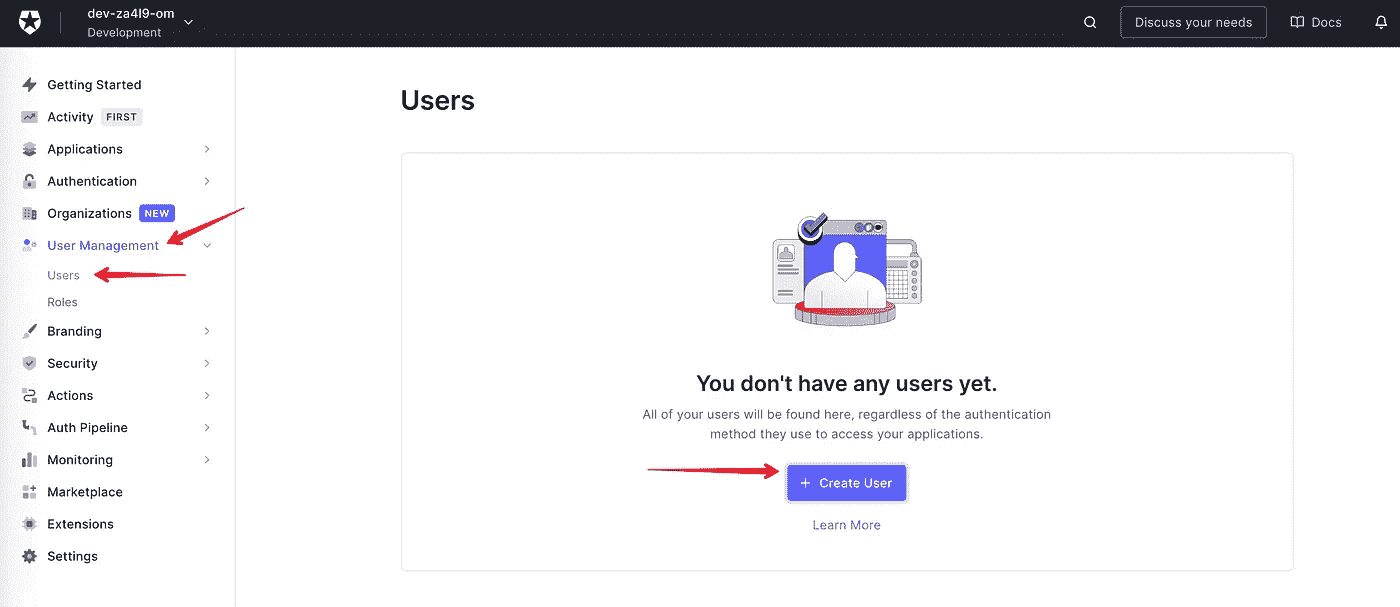 dev-za4l9-om
Development
Discuss your needs
Docs
Getting Started
Activity FIRST
Applications
Authentication
Organizations NEW
User Management
Users
Roles
Branding
Security
Actions
Auth Pipeline
Monitoring
Marketplace
Extensions
Settings
Users
You don't have any users yet.
All of your users will be found here, regardless of the authentication
method they use to access your applications.
+ Create User
Learn More